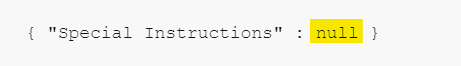 { "Special Instructions" : null }